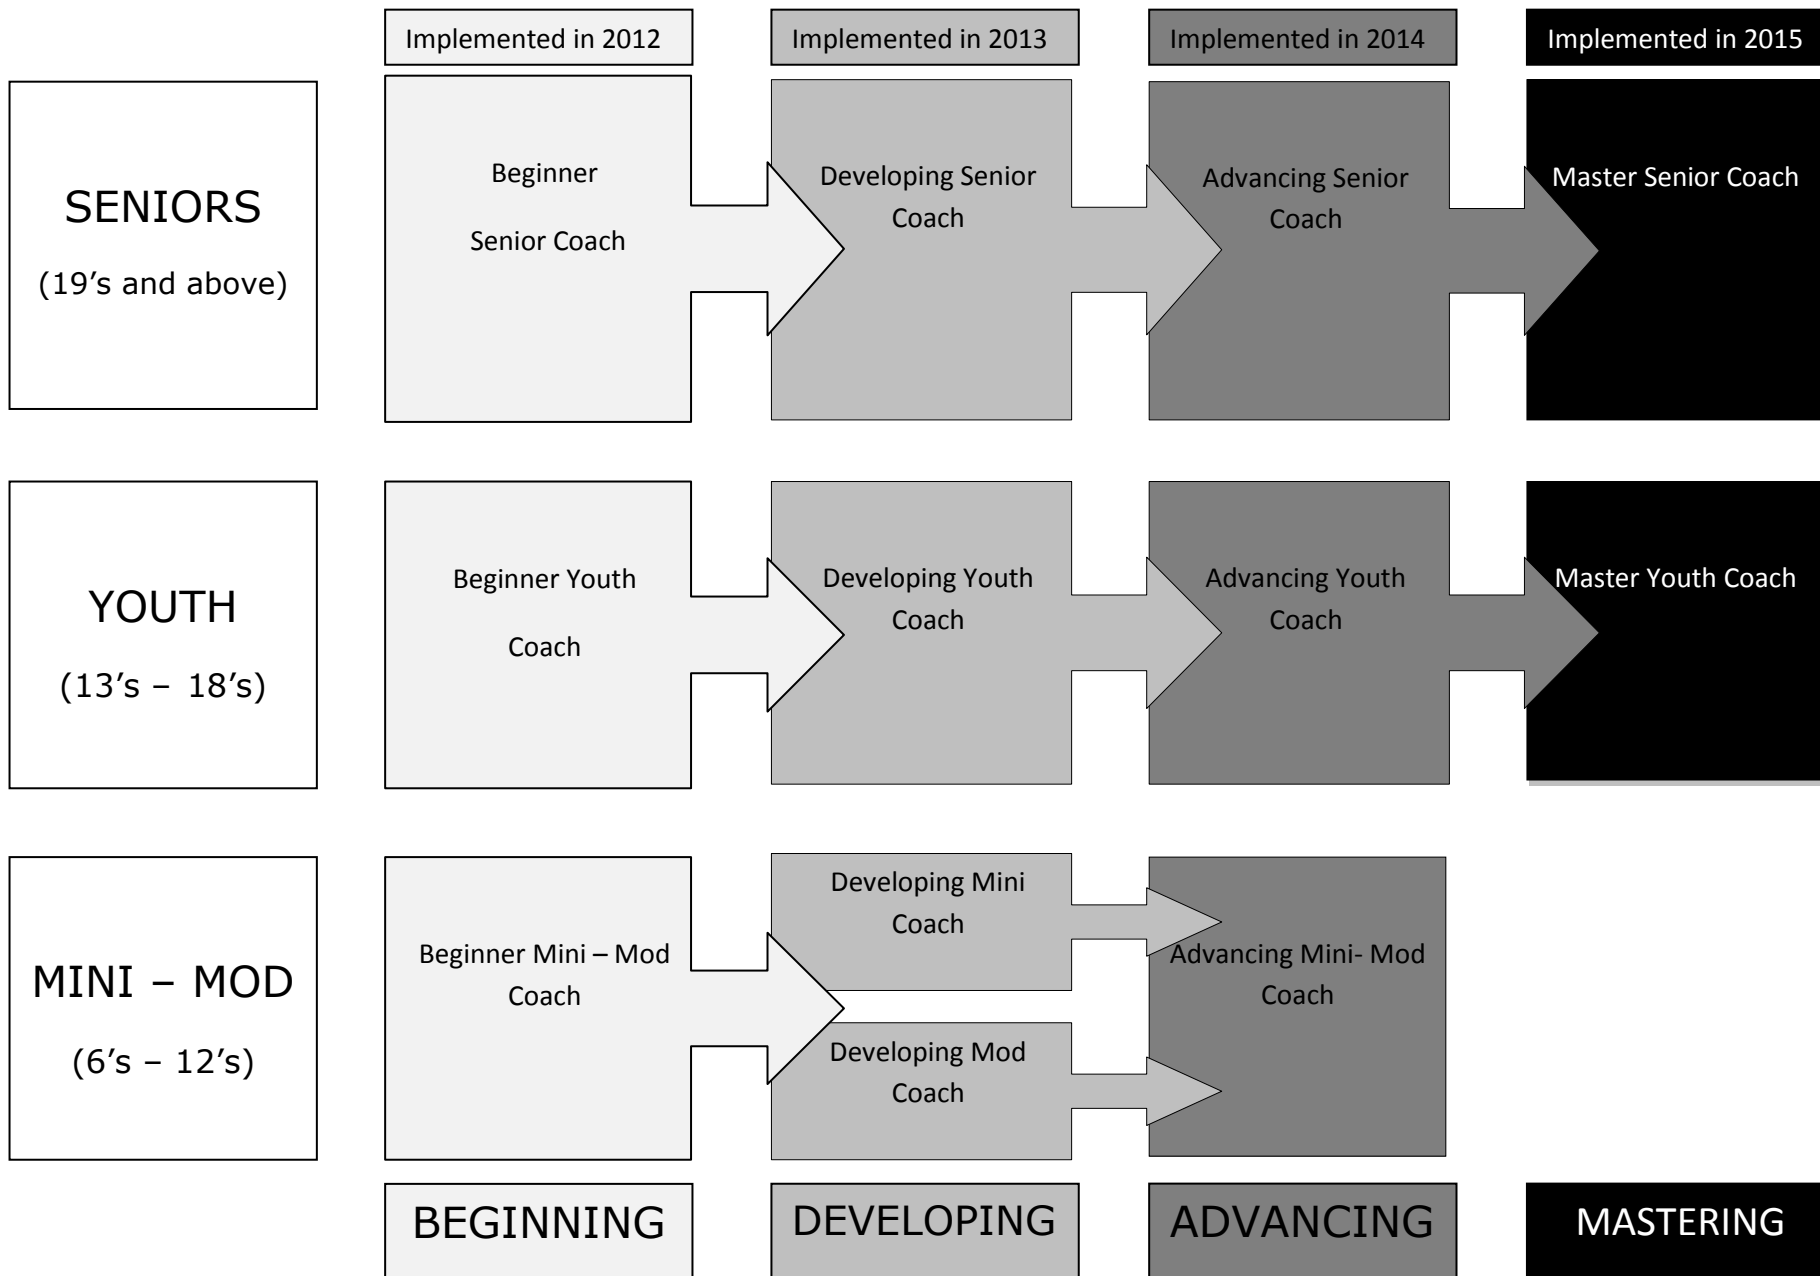 Implemented in 2012
Implemented in 2013
Implemented in 2014
Implemented in 2015
SENIORS
(19’s and above)
Beginner
Senior Coach
Developing Senior
Coach
Advancing Senior
Coach
Master Senior Coach
YOUTH
(13’s – 18’s)
Beginner Youth
Coach
Developing Youth
Coach
Advancing Youth
Coach
Master Youth Coach
MINI – MOD
(6’s – 12’s)
Beginner Mini – Mod
Coach
Developing Mini
Coach
Developing Mod
Coach
Advancing Mini- Mod
Coach
BEGINNING
DEVELOPING
ADVANCING
MASTERING